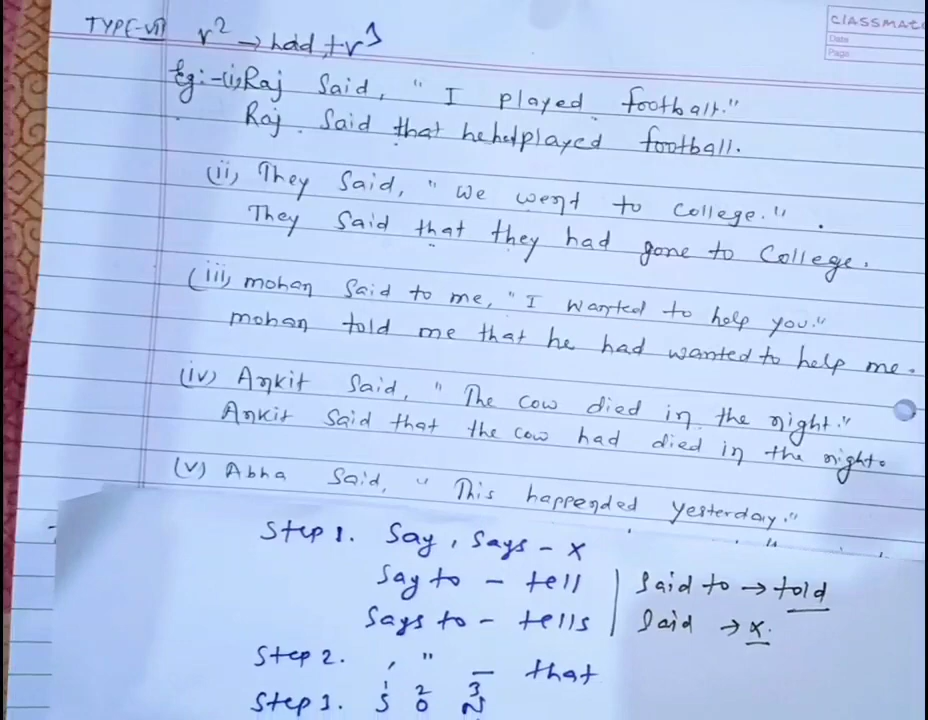 TYPE-VII v² → had + v³
CLASSMATE
Date
Page
Eg:-(i) Raj Said, "I played football."
Raj Said that he had played football.
(ii) They Said, "We went to College."
They Said that they had gone to College.
(iii) mohan Said to me, "I wanted to help you."
mohan told me that he had wanted to help me.
(iv) Ankit Said, "The cow died in the night."
Ankit Said that the cow had died in the night.
(v) Abha Said, "This happended yesterday."
Step 1. Say, Says - x
Say to - tell | Said to → told
Says to - tells | Said → x.
Step 2. , " - that
Step 3. 1 2 3
S O N